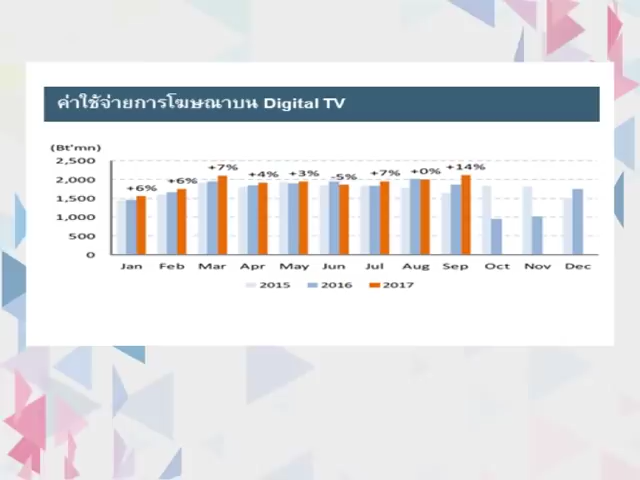 ค่าใช้จ่ายการโฆษณาบน Digital TV
(Bt'mn)
2,500
2,000
1,500
1,000
500
0
+6% +6% +7% +4% +3% -5% +7% +0% +14%
Jan Feb Mar Apr May Jun Jul Aug Sep Oct Nov Dec
2015 2016 2017